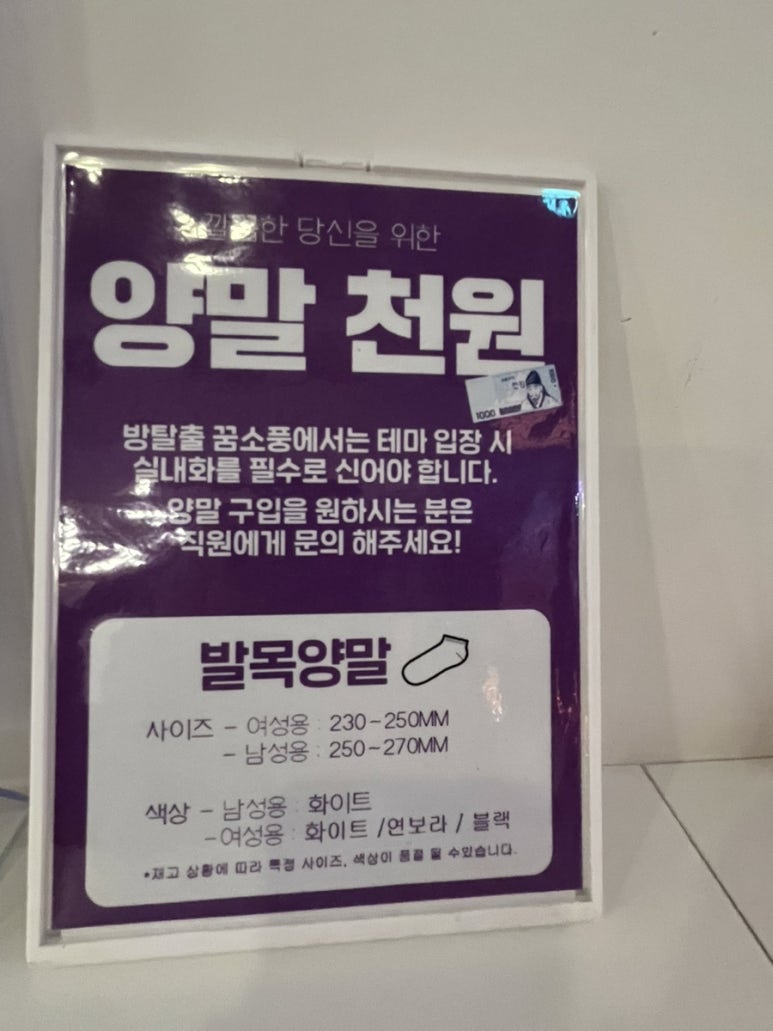 당신을 위한
양말 천원
1000
방탈출 꿈소풍에서는 테마 입장 시
실내화를 필수로 신어야 합니다.
양말 구입을 원하시는 분은
직원에게 문의 해주세요!
발목양말
사이즈 - 여성용 : 230~250MM
- 남성용 : 250~270MM
색상 - 남성용 : 화이트
-여성용 : 화이트 /연보라 / 블랙
*재고 상황에 따라 특정 사이즈, 색상이 품절 될 수있습니다.